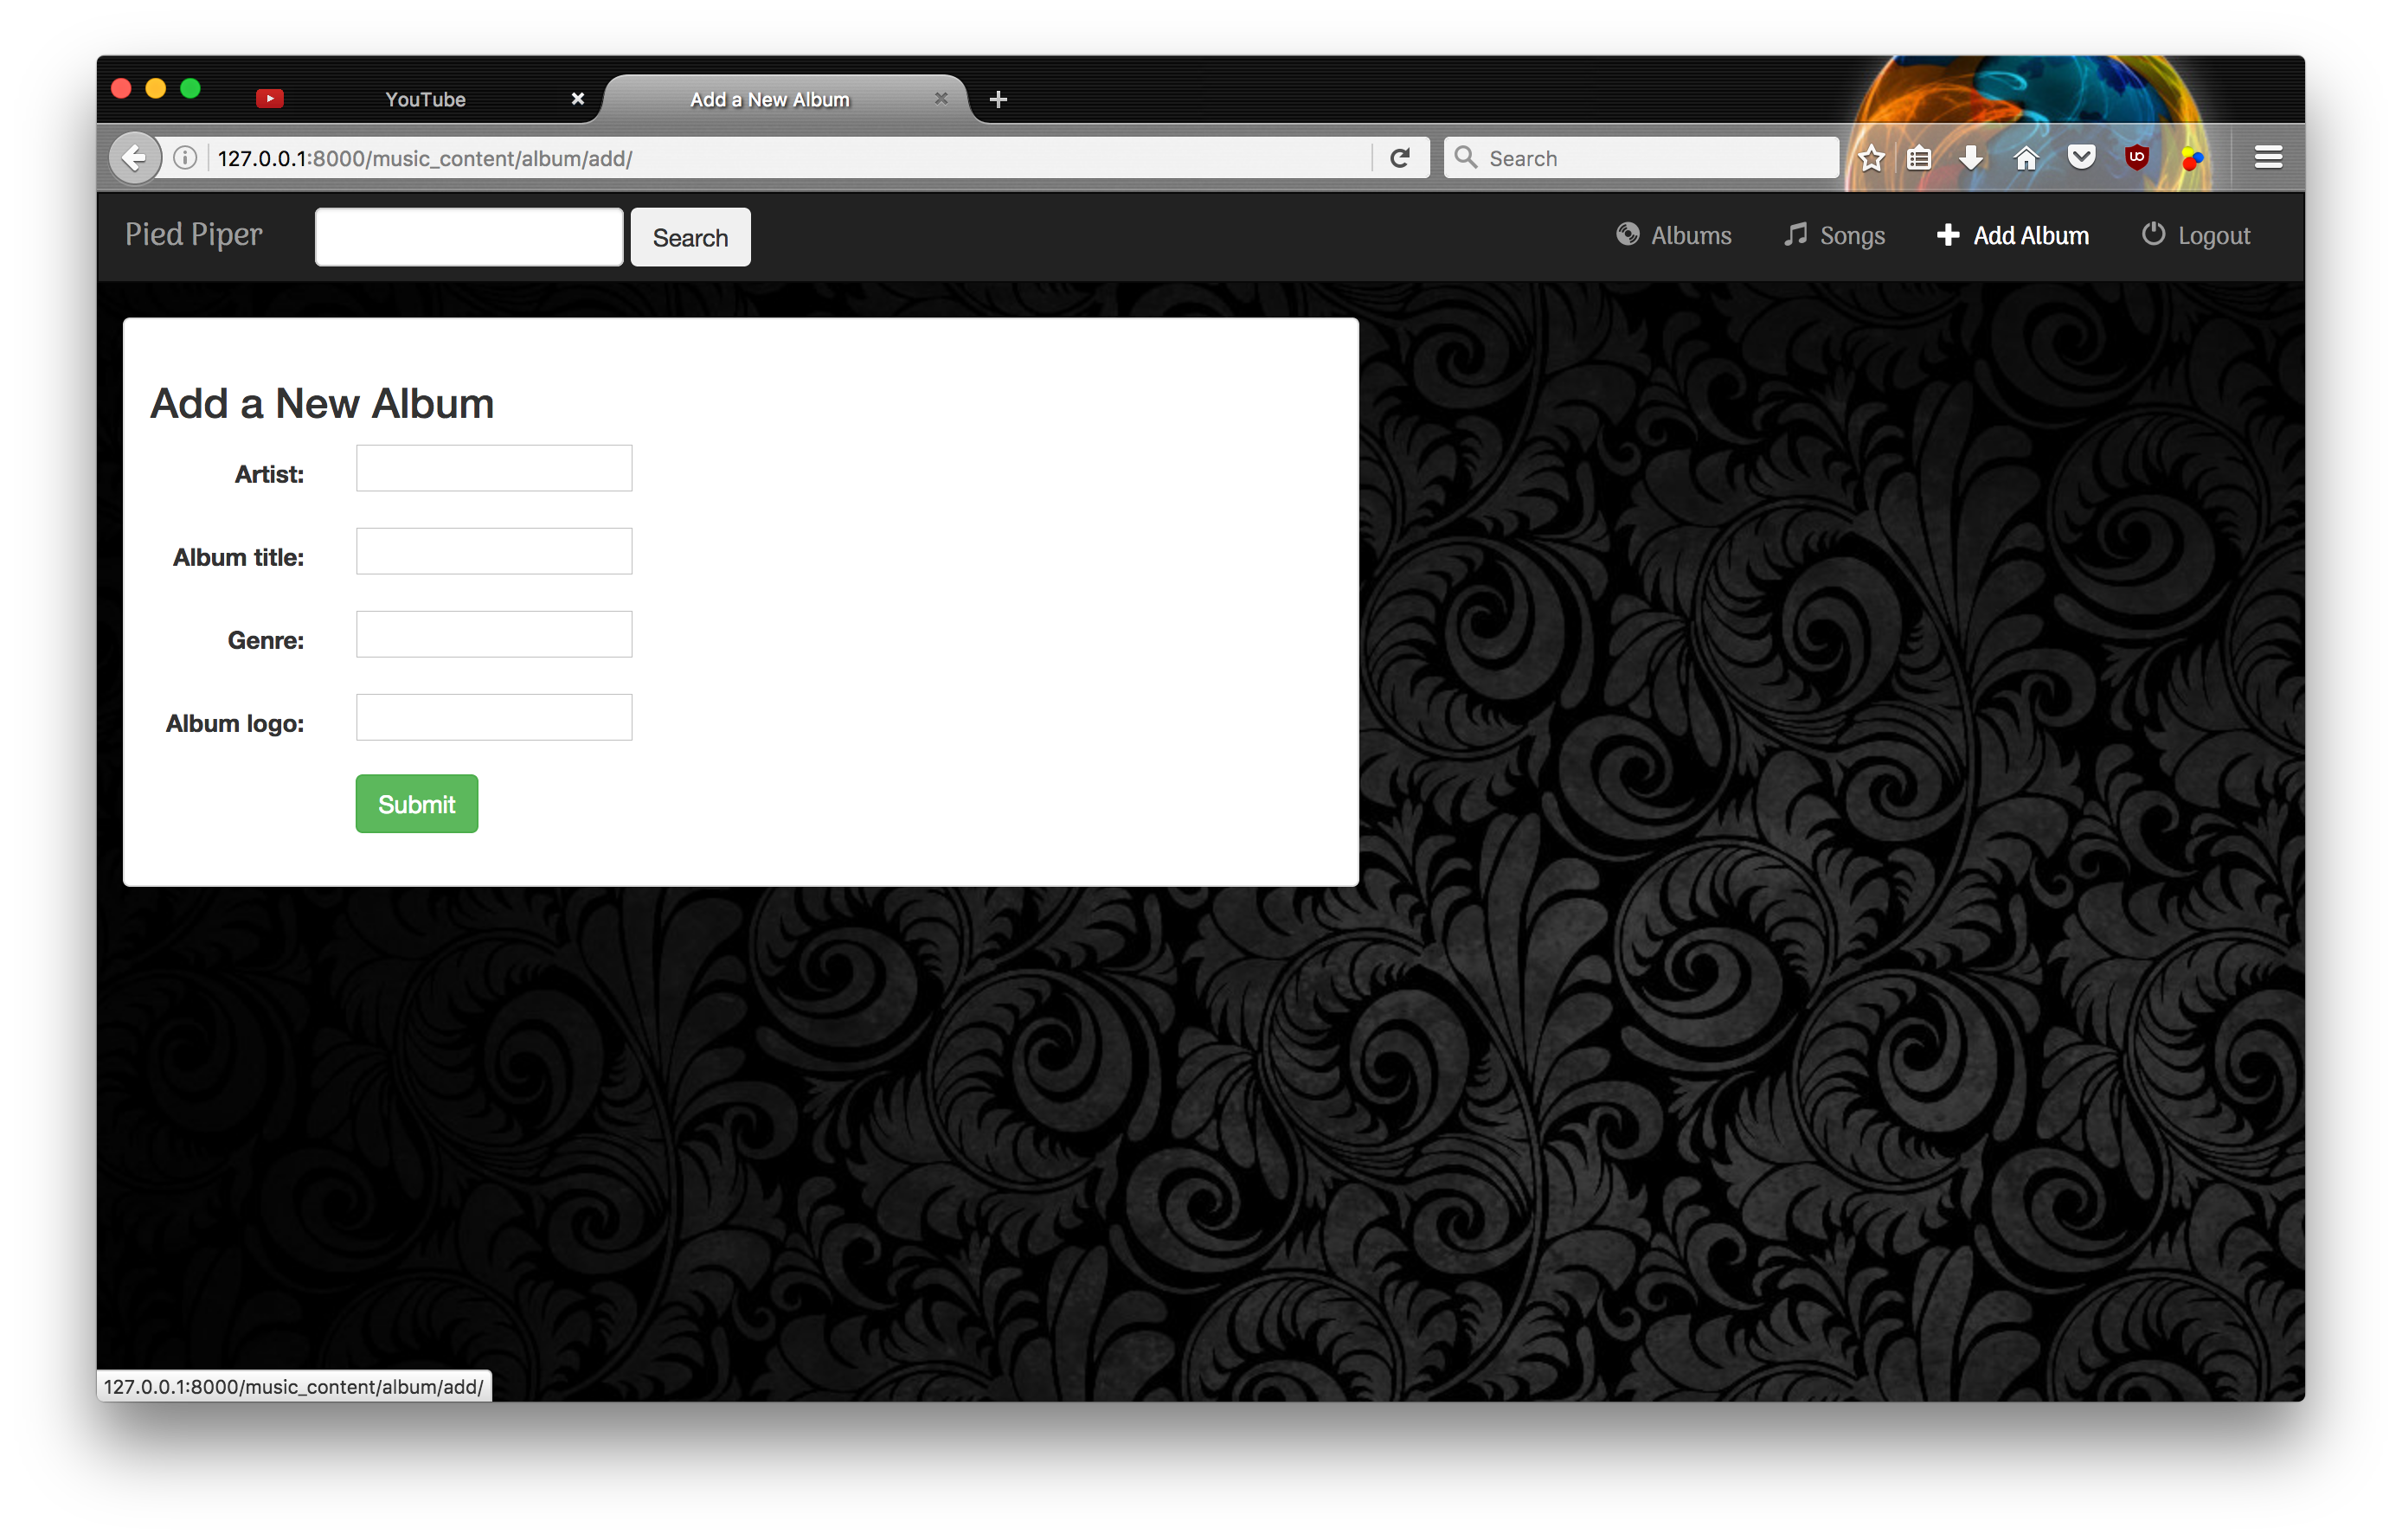 YouTube
Add a New Album
127.0.0.1:8000/music_content/album/add/
Search
Pied Piper
Search
Albums
Songs
Add Album
Logout
Add a New Album
Artist:
Album title:
Genre:
Album logo:
Submit
127.0.0.1:8000/music_content/album/add/